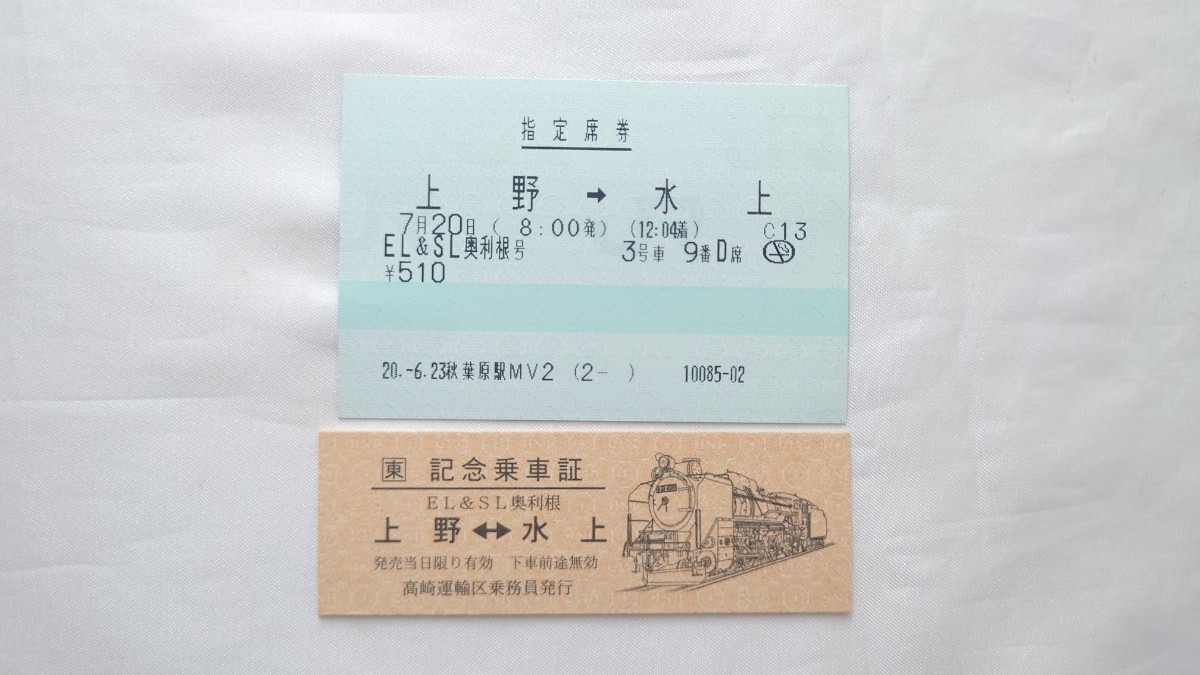 指定席券
上野 → 水上
7月20日 ( 8:00発) (12:04着) C13
EL&SL奥利根号 3号車 9番D席
¥510
20.-6.23秋葉原駅MV2 (2- ) 10085-02
東 記念乗車証
EL&SL奥利根
上野 ↔ 水上
発売当日限り有効 下車前途無効
高崎運輸区乗務員発行